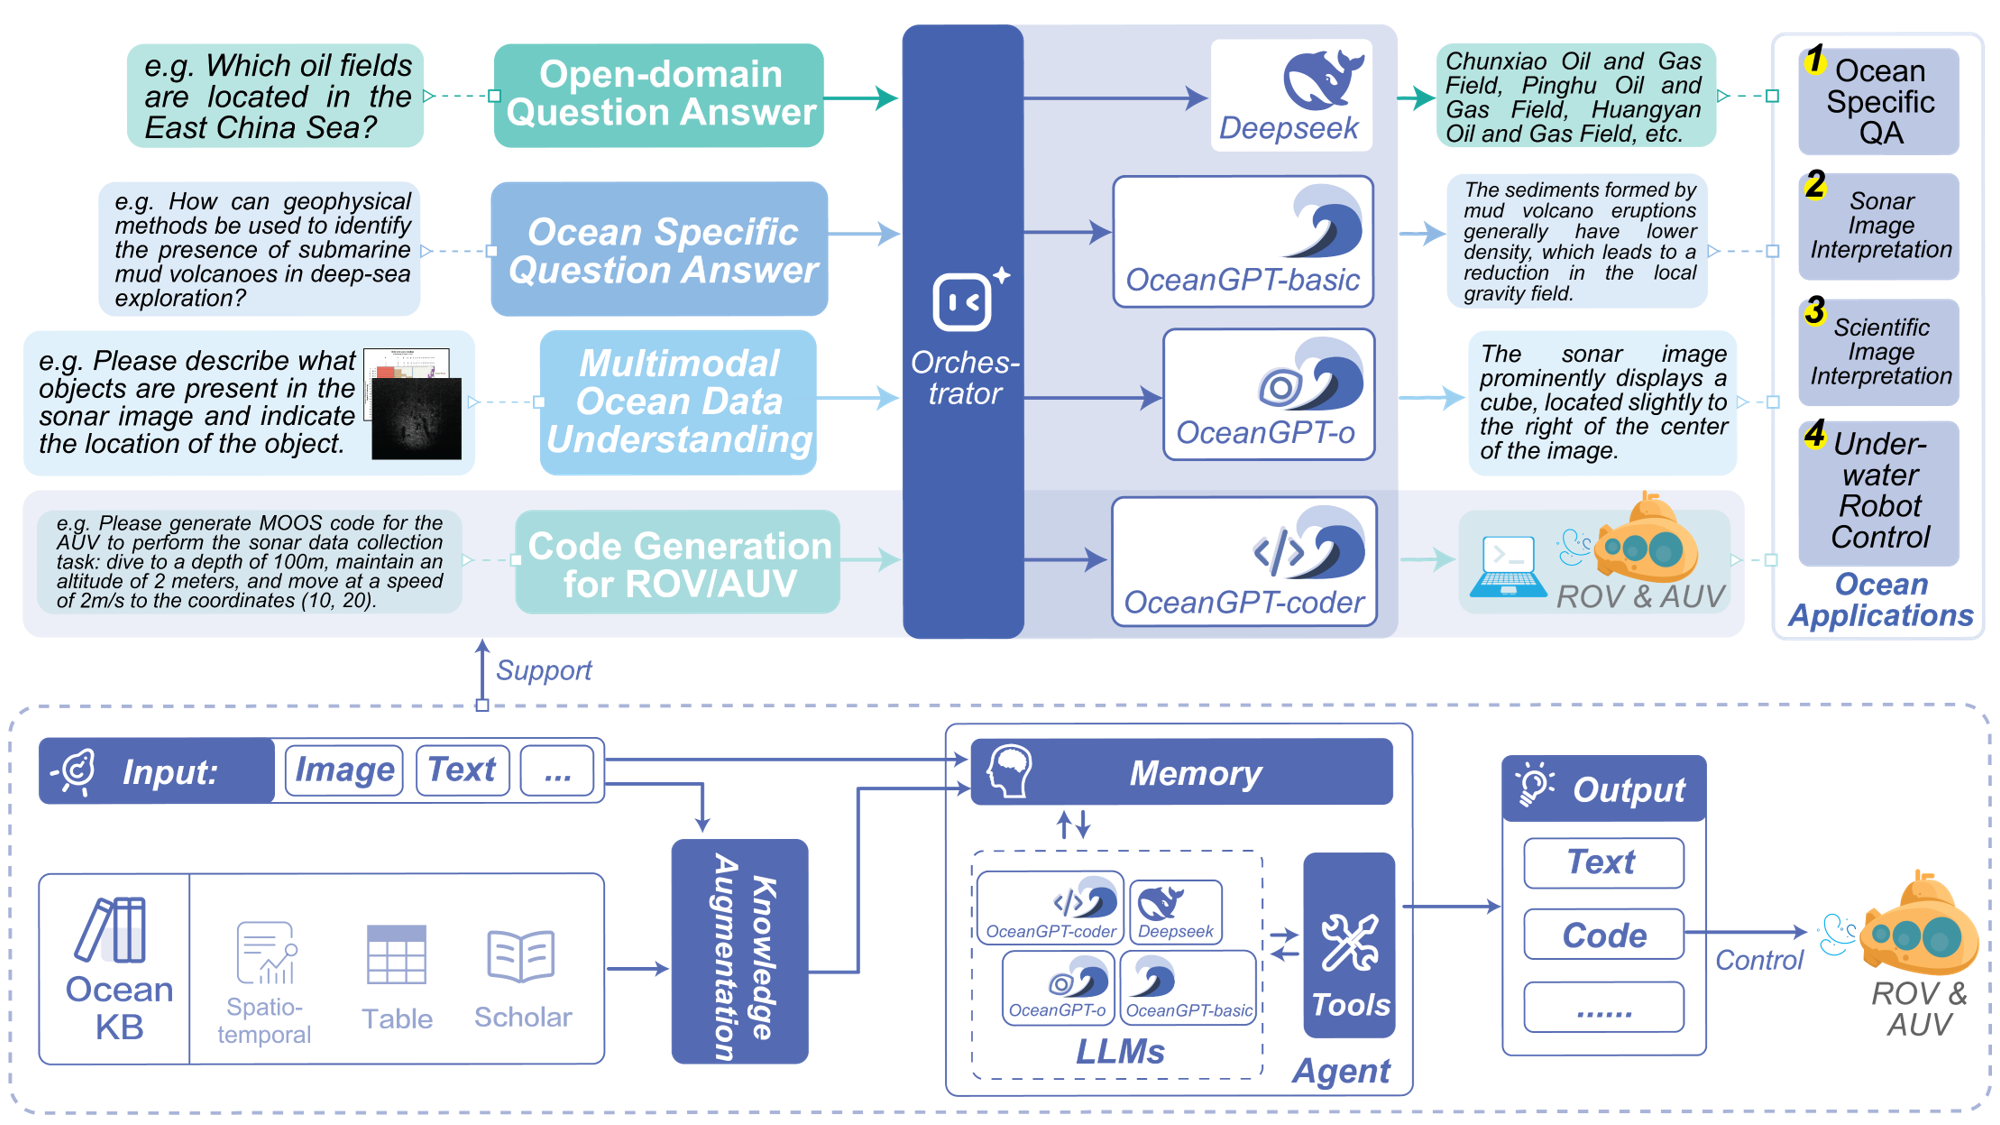 e.g. Which oil fields
are located in the
East China Sea?
Open-domain
Question Answer
Deepseek
Chunxiao Oil and Gas
Field, Pinghu Oil and
Gas Field, Huangyan
Oil and Gas Field, etc.
e.g. How can geophysical
methods be used to identify
the presence of submarine
mud volcanoes in deep-sea
exploration?
Ocean Specific
Question Answer
OceanGPT-basic
The sediments formed by
mud volcano eruptions
generally have lower
density, which leads to a
reduction in the local
gravity field.
e.g. Please describe what
objects are present in the
sonar image and indicate
the location of the object.
Multimodal
Ocean Data
Understanding
Orches-
trator
OceanGPT-o
The sonar image
prominently displays a
cube, located slightly to
the right of the center
of the image.
e.g. Please generate MOOS code for the
AUV to perform the sonar data collection
task: dive to a depth of 100m, maintain an
altitude of 2 meters, and move at a speed
of 2m/s to the coordinates (10, 20).
Code Generation
for ROV/AUV
OceanGPT-coder
ROV & AUV
1
Ocean
Specific
QA
2
Sonar
Image
Interpretation
3
Scientific
Image
Interpretation
4
Under-
water
Robot
Control
Ocean
Applications
Support
Input:
Image
Text
...
Ocean
KB
Spatio-
temporal
Table
Scholar
Knowledge
Augmentation
Memory
OceanGPT-coder
Deepseek
OceanGPT-o
OceanGPT-basic
LLMs
Tools
Agent
Output
Text
Code
......
Control
ROV &
AUV